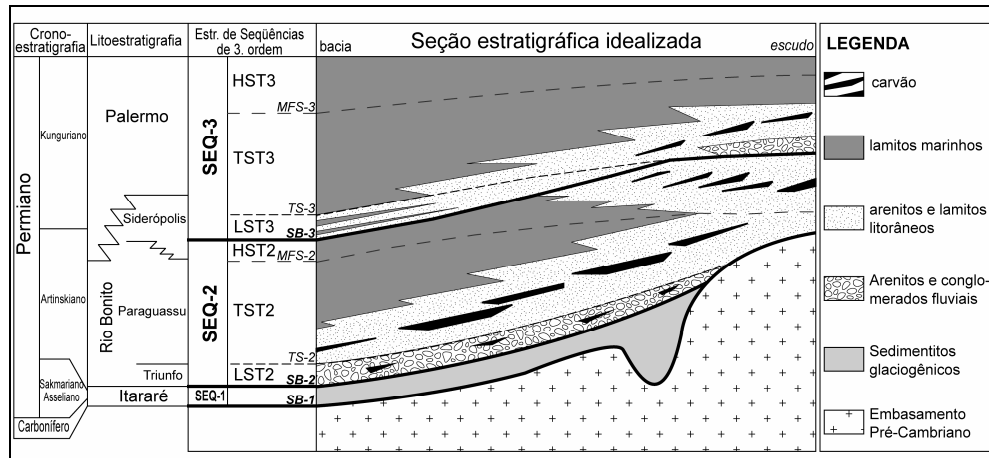 Crono-
estratigrafia
Litoestratigrafia
Estr. de Seqüências
de 3. ordem
bacia
Seção estratigráfica idealizada
escudo
LEGENDA
Permiano
Carbonífero
Kunguriano
Artinskiano
Sakmariano
Asseliano
Palermo
Siderópolis
Rio Bonito
Paraguassu
Triunfo
Itararé
SEQ-3
SEQ-2
SEQ-1
HST3
MFS-3
TST3
TS-3
LST3
SB-3
HST2
MFS-2
TST2
TS-2
LST2
SB-2
SB-1
carvão
lamitos marinhos
arenitos e lamitos
litorâneos
Arenitos e conglo-
merados fluviais
Sedimentitos
glaciogênicos
Embasamento
Pré-Cambriano